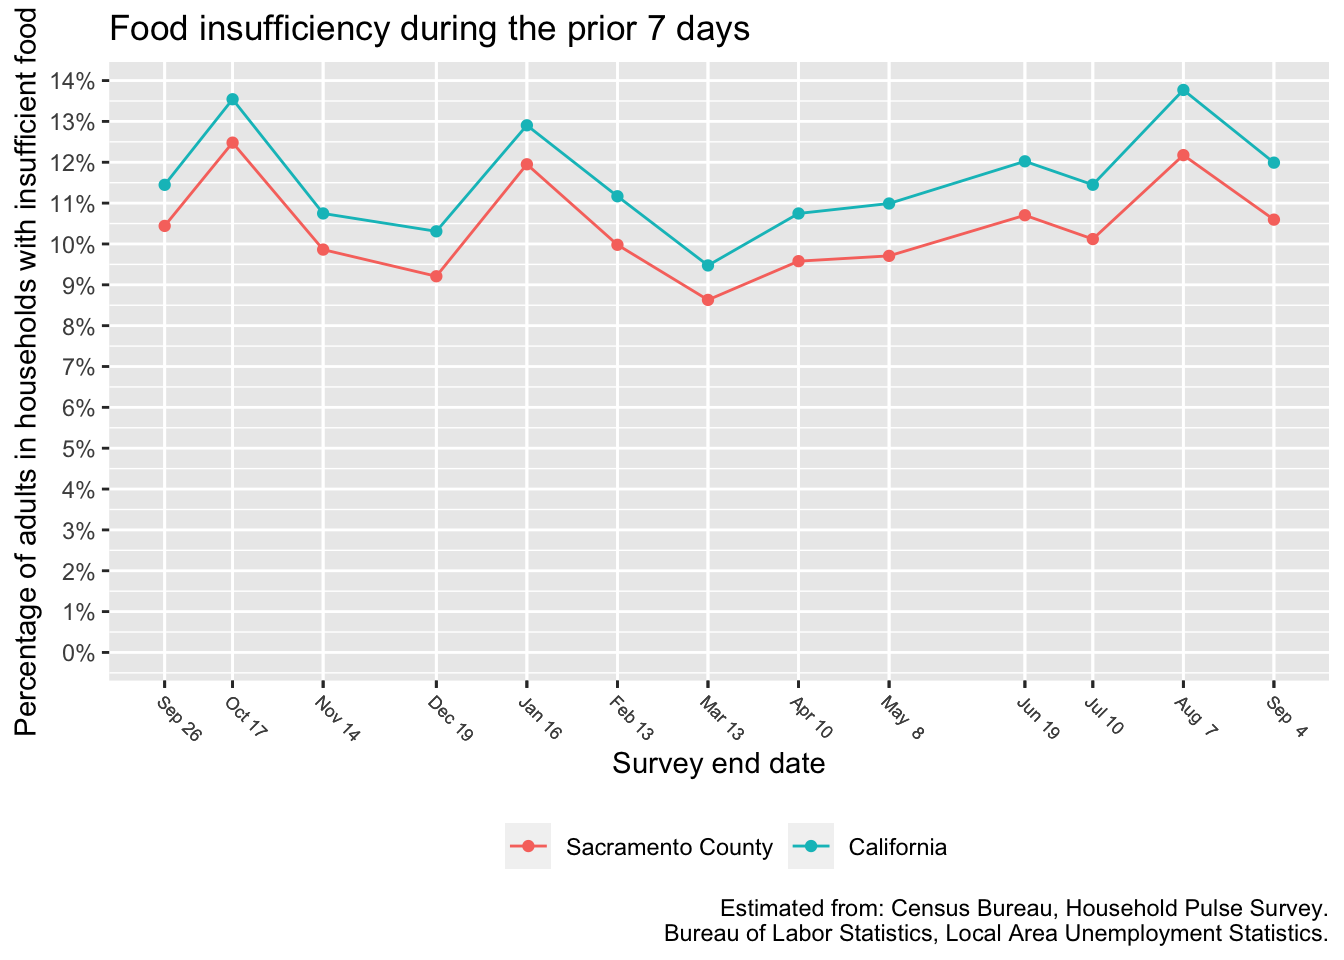 Food insufficiency during the prior 7 days
Percentage of adults in households with insufficient food
14%
13%
12%
11%
10%
9%
8%
7%
6%
5%
4%
3%
2%
1%
0%
Sep 26
Oct 17
Nov 14
Dec 19
Jan 16
Feb 13
Mar 13
Apr 10
May 8
Jun 19
Jul 10
Aug 7
Sep 4
Survey end date
Sacramento County
California
Estimated from: Census Bureau, Household Pulse Survey.
Bureau of Labor Statistics, Local Area Unemployment Statistics.